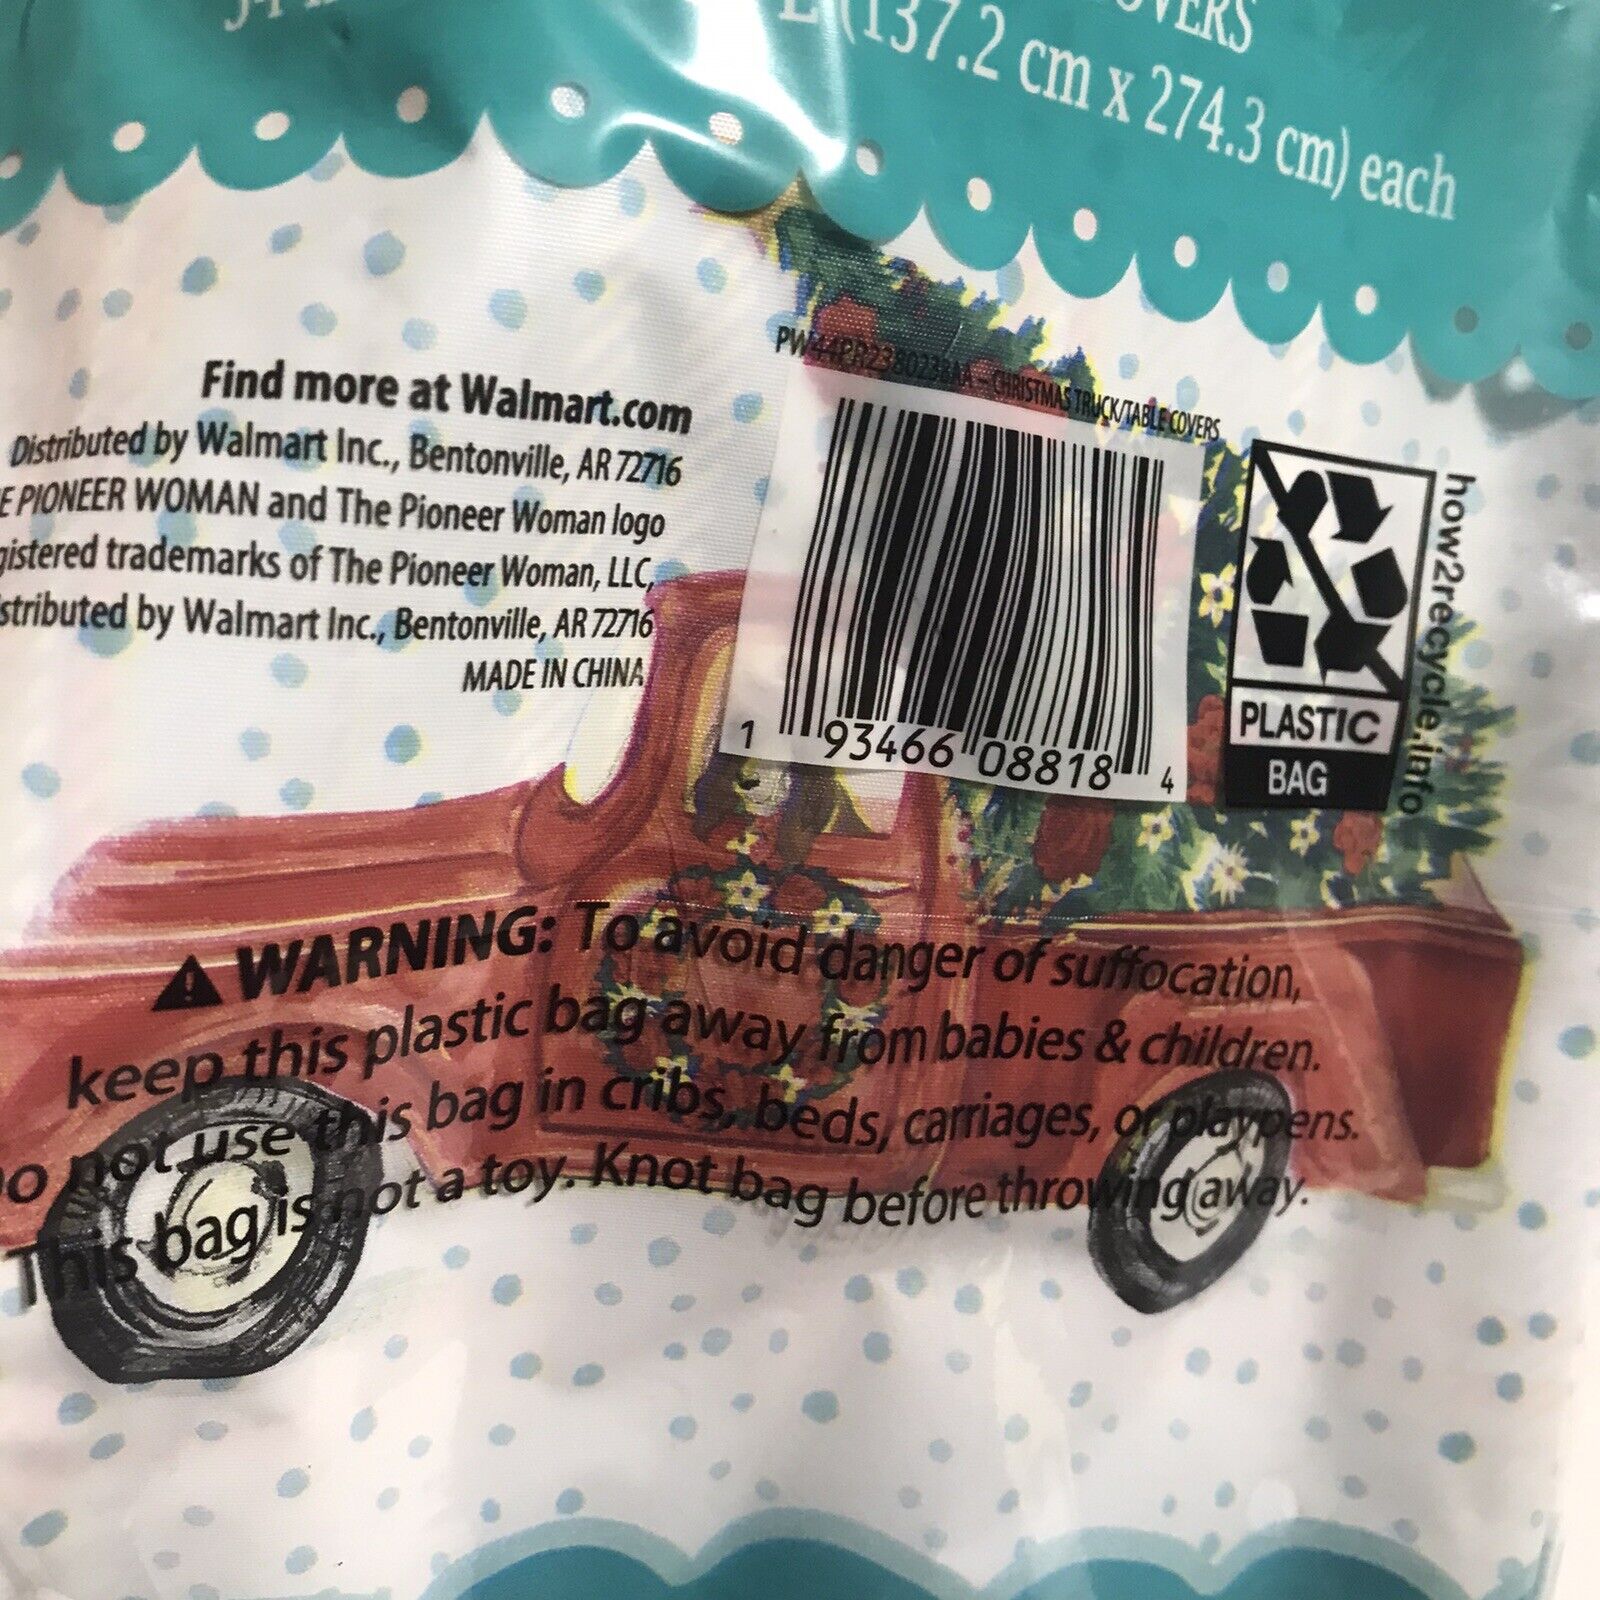 OVERS
(137.2 cm x 274.3 cm) each
Find more at Walmart.com
Distributed by Walmart Inc., Bentonville, AR 72716
E PIONEER WOMAN and The Pioneer Woman logo
gistered trademarks of The Pioneer Woman, LLC,
stributed by Walmart Inc., Bentonville, AR 72716
MADE IN CHINA
PW44PR238023BAA – CHRISTMAS TRUCK/TABLE COVERS
1 93466 08818 4
how2recycle.info
PLASTIC
BAG
WARNING: To avoid danger of suffocation,
keep this plastic bag away from babies & children.
Do not use this bag in cribs, beds, carriages, or playpens.
This bag is not a toy. Knot bag before throwing away.